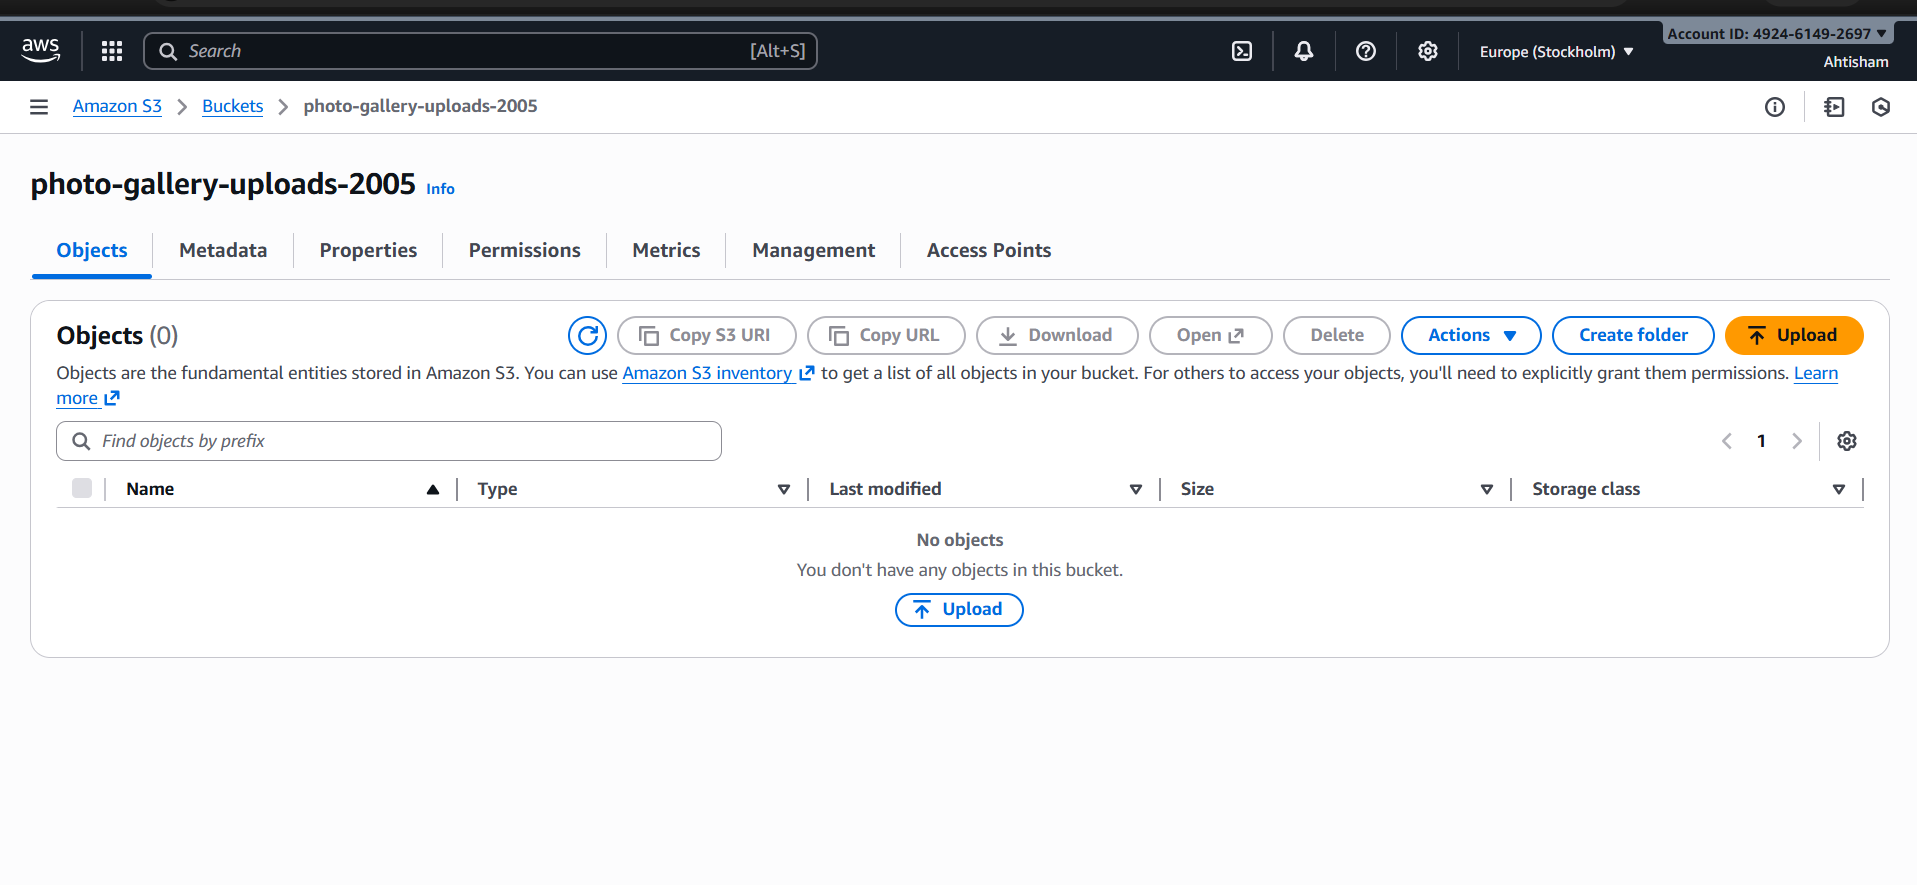 aws
Search
[Alt+S]
Europe (Stockholm)
Account ID: 4924-6149-2697
Ahtisham
Amazon S3
Buckets
photo-gallery-uploads-2005
photo-gallery-uploads-2005 Info
Objects
Metadata
Properties
Permissions
Metrics
Management
Access Points
Objects (0)
Copy S3 URI
Copy URL
Download
Open
Delete
Actions
Create folder
Upload
Objects are the fundamental entities stored in Amazon S3. You can use Amazon S3 inventory to get a list of all objects in your bucket. For others to access your objects, you'll need to explicitly grant them permissions. Learn
more
Find objects by prefix
1
Name
Type
Last modified
Size
Storage class
No objects
You don't have any objects in this bucket.
Upload